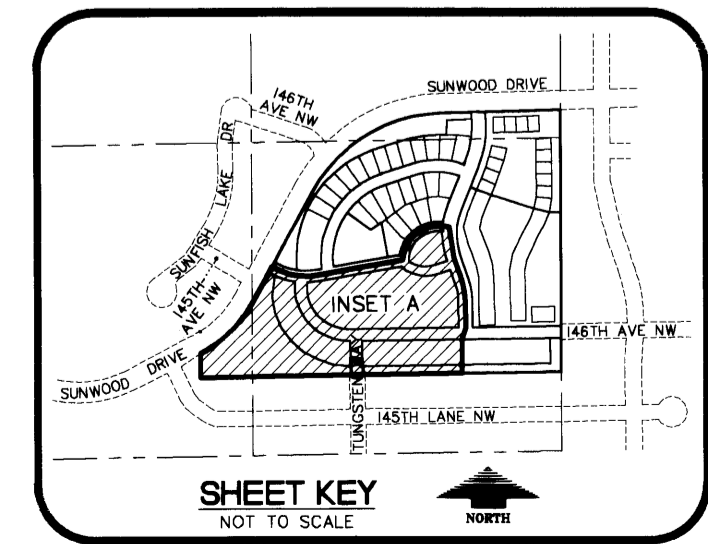 SUNWOOD DRIVE
146TH
AVE NW
SUNFISH LAKE DR
145TH
AVE NW
INSET A
146TH AVE NW
SUNWOOD DRIVE
145TH LANE NW
SHEET KEY
NOT TO SCALE
NORTH